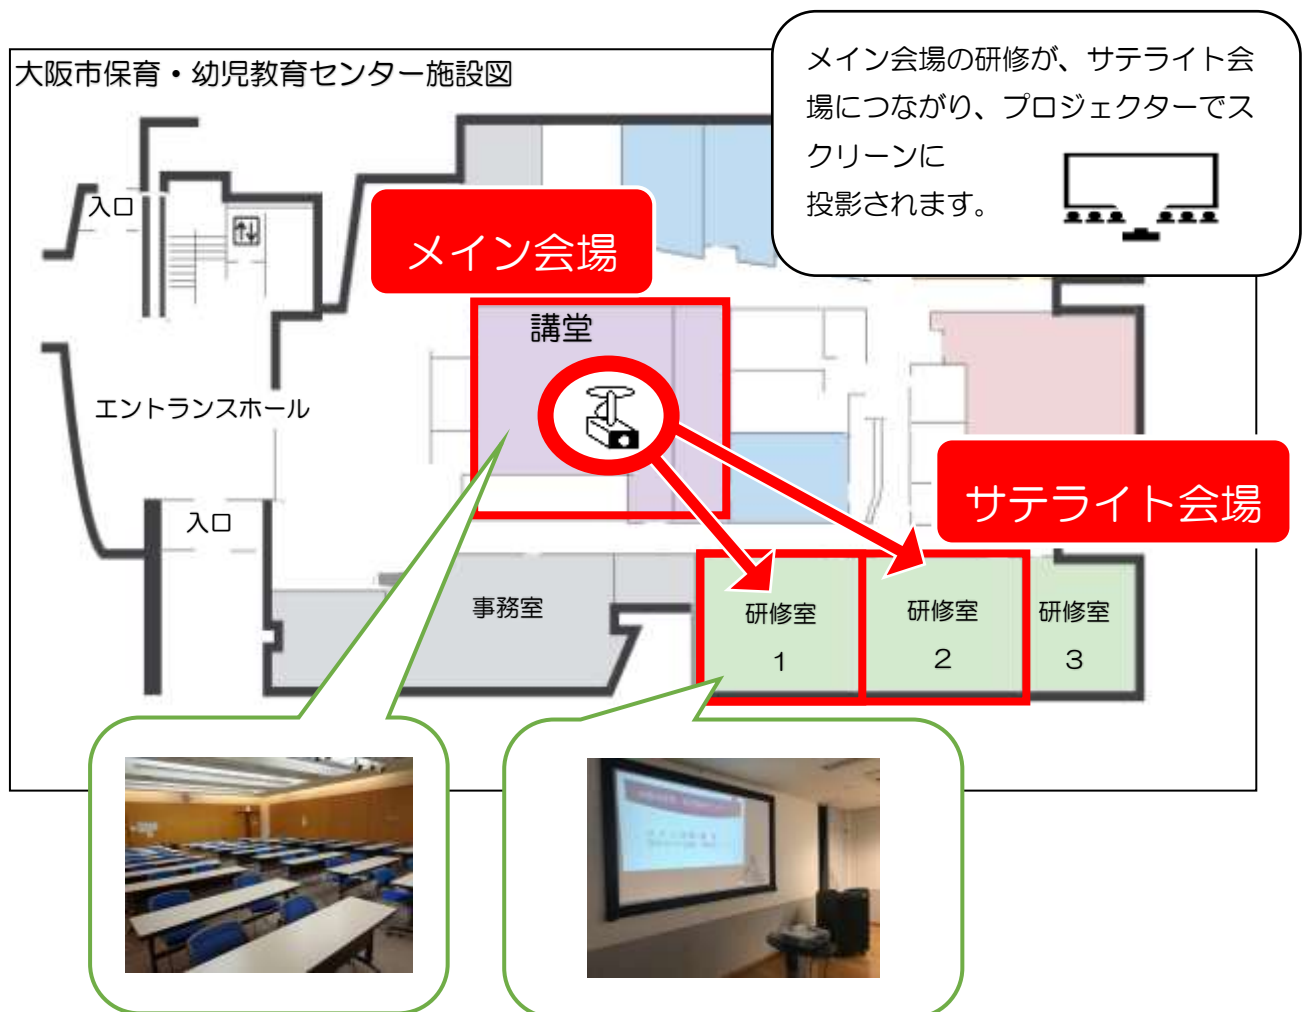 大阪市保育・幼児教育センター施設図
メイン会場の研修が、サテライト会
場につながり、プロジェクターでス
クリーンに
投影されます。
入口
メイン会場
講堂
エントランスホール
サテライト会場
入口
事務室
研修室
1
研修室
2
研修室
3